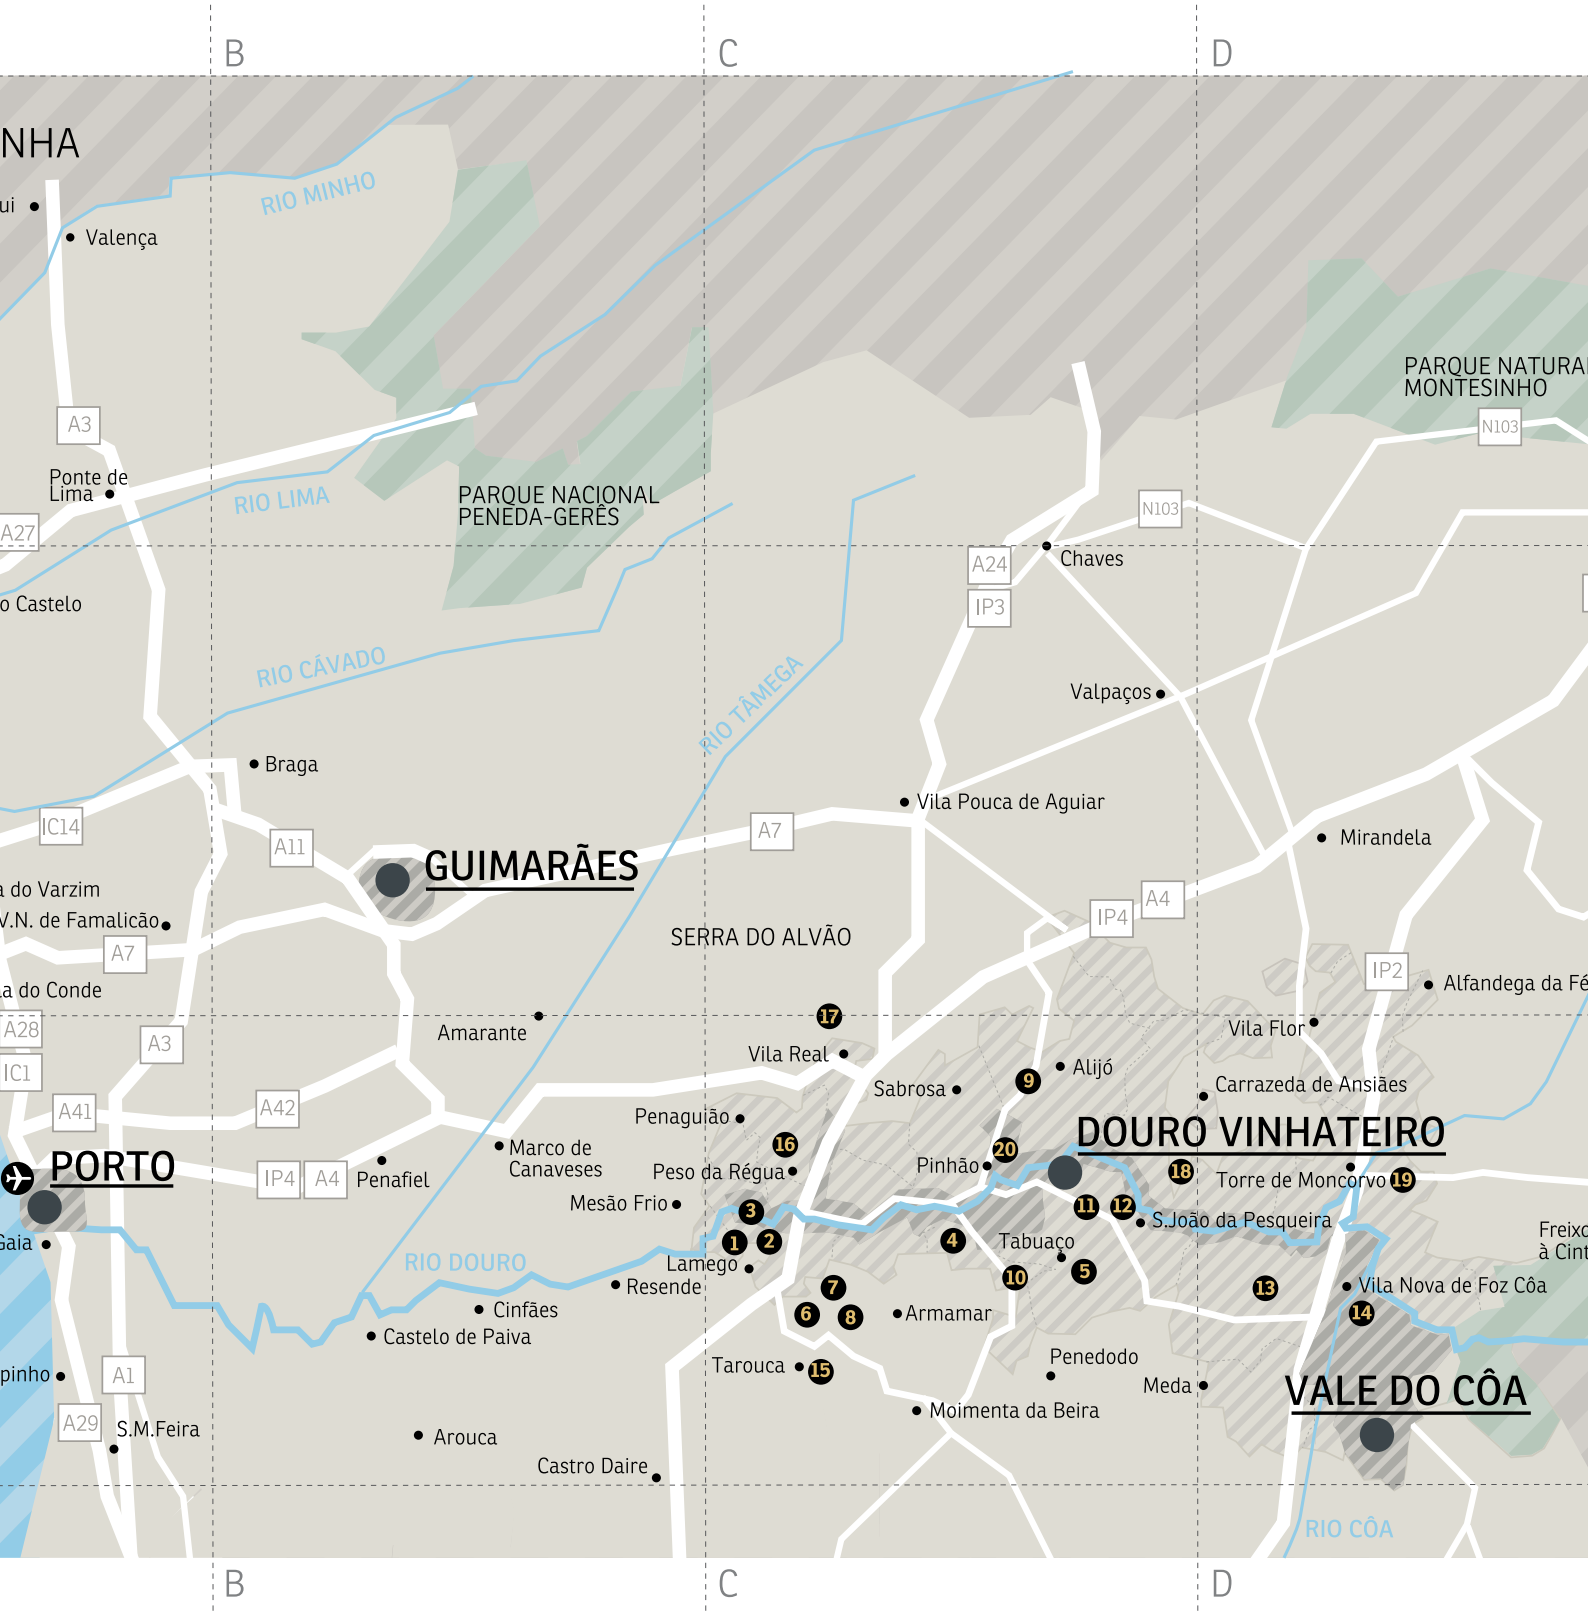 B
C
D
NHA
RIO MINHO
ui
Valença
PARQUE NATURA
MONTESINHO
A3
N103
Ponte de
Lima
RIO LIMA
PARQUE NACIONAL
PENEDA-GERÊS
N103
A27
Chaves
A24
IP3
o Castelo
RIO CÁVADO
RIO TÂMEGA
Valpaços
Braga
Vila Pouca de Aguiar
IC14
A11
A7
Mirandela
GUIMARÃES
a do Varzim
V.N. de Famalicão
A4
IP4
SERRA DO ALVÃO
A7
IP2
Alfandega da Fé
la do Conde
17
A28
Amarante
Vila Flor
A3
Vila Real
IC1
Alijó
9
Sabrosa
Carrazeda de Ansiães
A41
A42
Penaguião
DOURO VINHATEIRO
16
20
Marco de
Canaveses
PORTO
IP4
A4
Penafiel
Peso da Régua
Pinhão
18
Torre de Moncorvo
19
Mesão Frio
3
11
12
S.João da Pesqueira
Gaia
1
2
4
Tabuaço
Freixo
à Cint
RIO DOURO
Lamego
10
5
Resende
7
13
Vila Nova de Foz Côa
Cinfães
6
8
Armamar
14
Castelo de Paiva
Tarouca
15
Penedodo
pinho
A1
Meda
VALE DO CÔA
A29
S.M.Feira
Moimenta da Beira
Arouca
Castro Daire
RIO CÔA
B
C
D